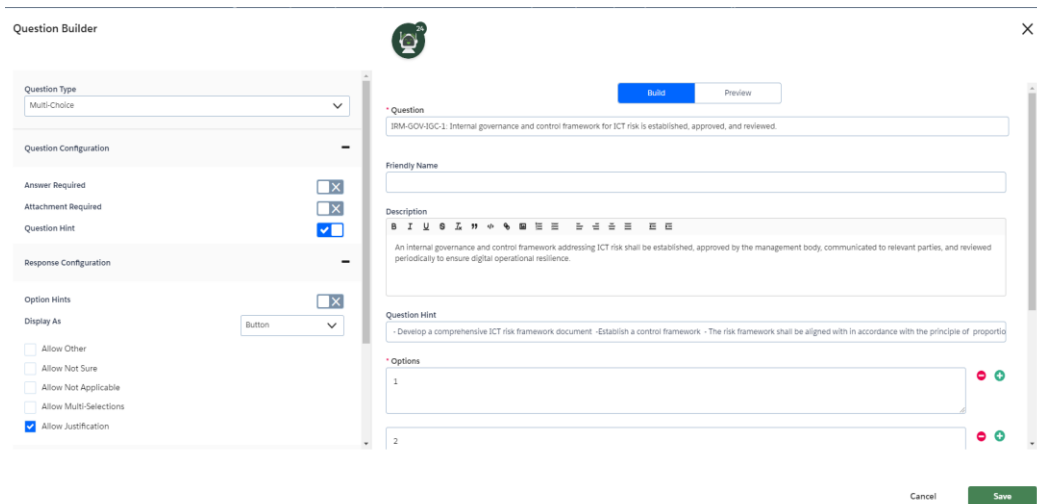 Question Builder
24
Question Type
Multi-Choice
Question Configuration
Answer Required
Attachment Required
Question Hint
Response Configuration
Option Hints
Display As
Button
Allow Other
Allow Not Sure
Allow Not Applicable
Allow Multi-Selections
Allow Justification
Build
Preview
* Question
IRM-GOV-IGC-1: Internal governance and control framework for ICT risk is established, approved, and reviewed.
Friendly Name
Description
An internal governance and control framework addressing ICT risk shall be established, approved by the management body, communicated to relevant parties, and reviewed
periodically to ensure digital operational resilience.
Question Hint
- Develop a comprehensive ICT risk framework document -Establish a control framework - The risk framework shall be aligned with in accordance with the principle of proportio
* Options
1
2
Cancel
Save